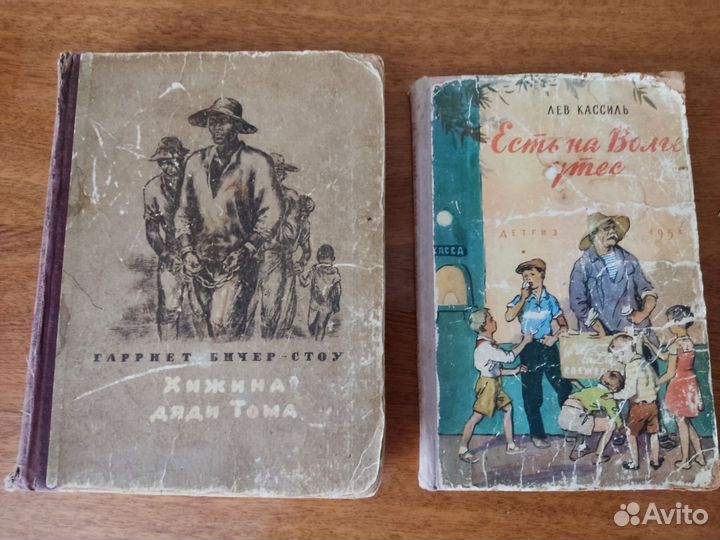 ГАРРИЕТ БИЧЕР-СТОУ
Хижина
дяди Тома
ЛЕВ КАССИЛЬ
Есть на Волге
утес
ДЕТГИЗ
КАССА
Avito